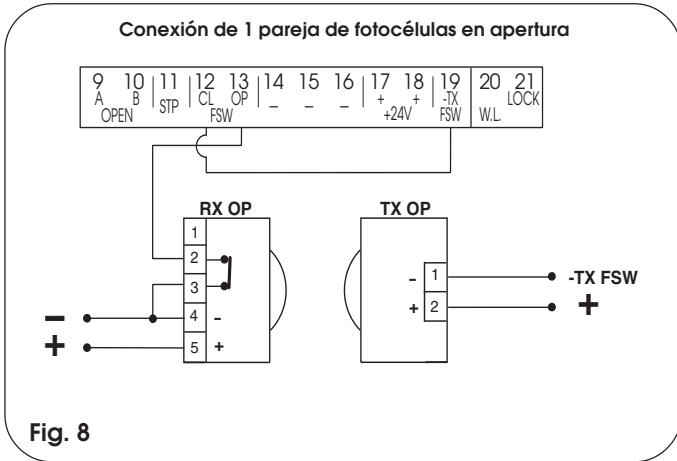 Conexión de 1 pareja de fotocélulas en apertura
9 10 11 12 13 14 15 16 17 18 19 20 21
A B STP CL OP – – – + + -TX W.L. LOCK
OPEN FSW +24V FSW
RX OP TX OP
1
2
3
4 -
5 +
- 1
+ 2
-TX FSW
+
–
+
Fig. 8